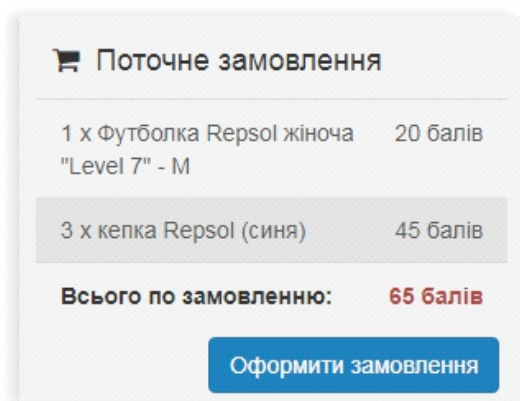 Поточне замовлення
1 x Футболка Repsol жіноча 20 балів
"Level 7" - M
3 x кепка Repsol (синя) 45 балів
Всього по замовленню: 65 балів
Оформити замовлення